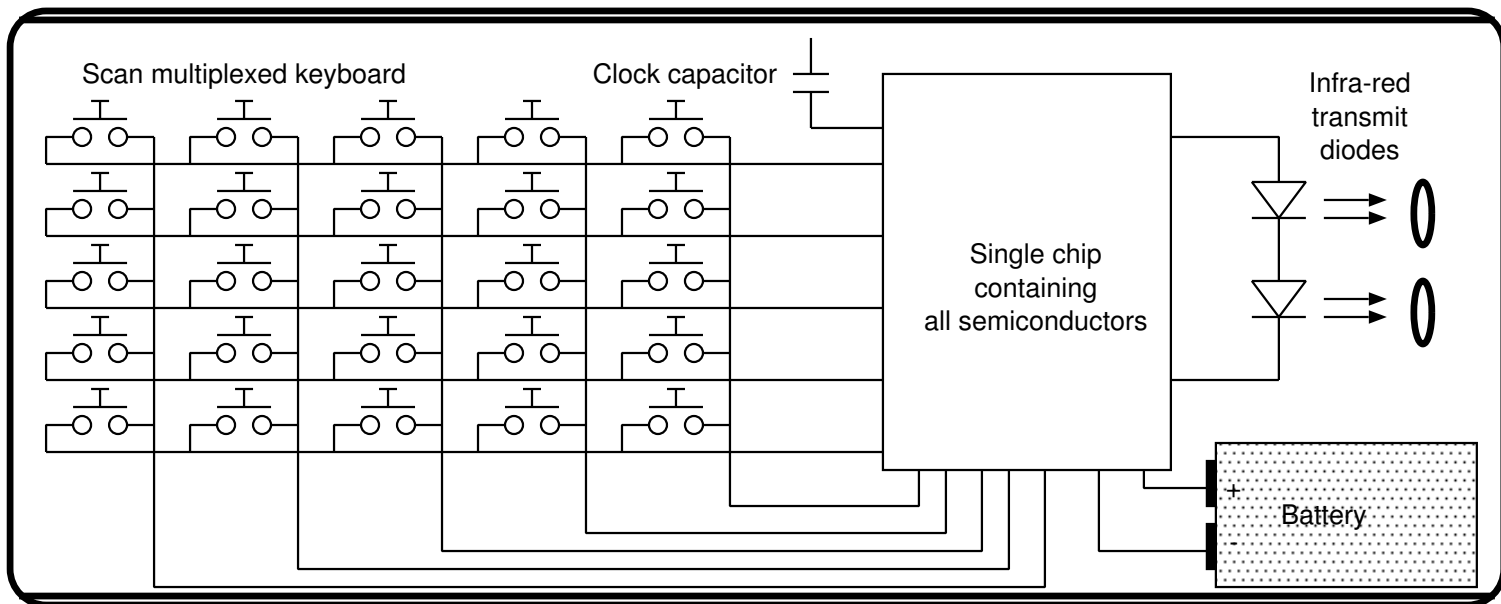 Scan multiplexed keyboard
Clock capacitor
Infra-red
transmit
diodes
Single chip
containing
all semiconductors
+
Battery
-